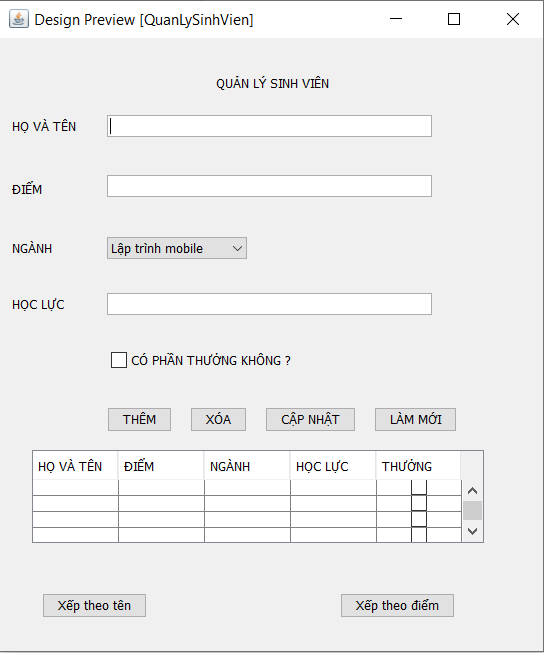 Design Preview [QuanLySinhVien]
QUẢN LÝ SINH VIÊN
HỌ VÀ TÊN
ĐIỂM
NGÀNH Lập trình mobile
HỌC LỰC
CÓ PHẦN THƯỞNG KHÔNG ?
THÊM XÓA CẬP NHẬT LÀM MỚI
HỌ VÀ TÊN ĐIỂM NGÀNH HỌC LỰC THƯỞNG
Xếp theo tên Xếp theo điểm